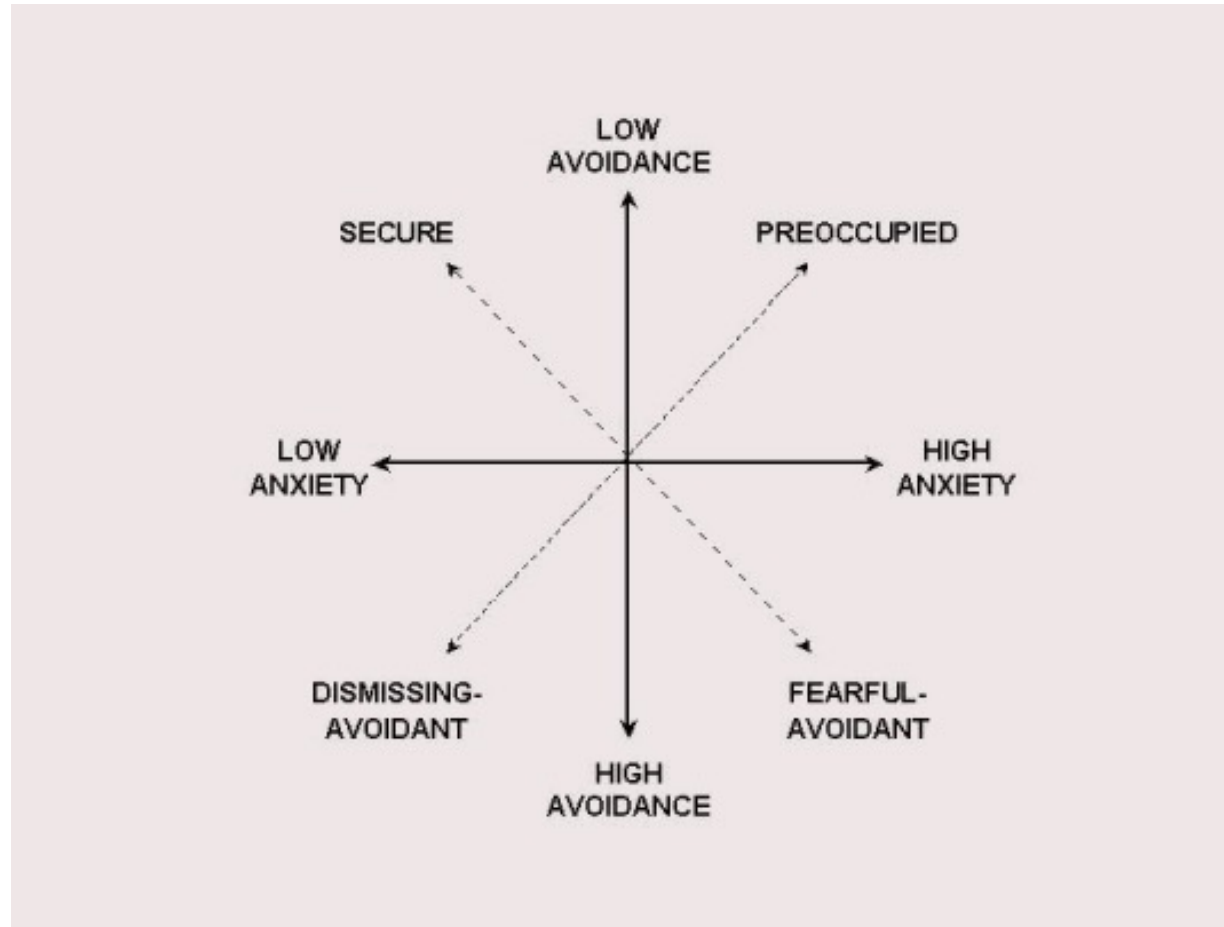 LOW
AVOIDANCE
SECURE
PREOCCUPIED
LOW
ANXIETY
HIGH
ANXIETY
DISMISSING-
AVOIDANT
FEARFUL-
AVOIDANT
HIGH
AVOIDANCE